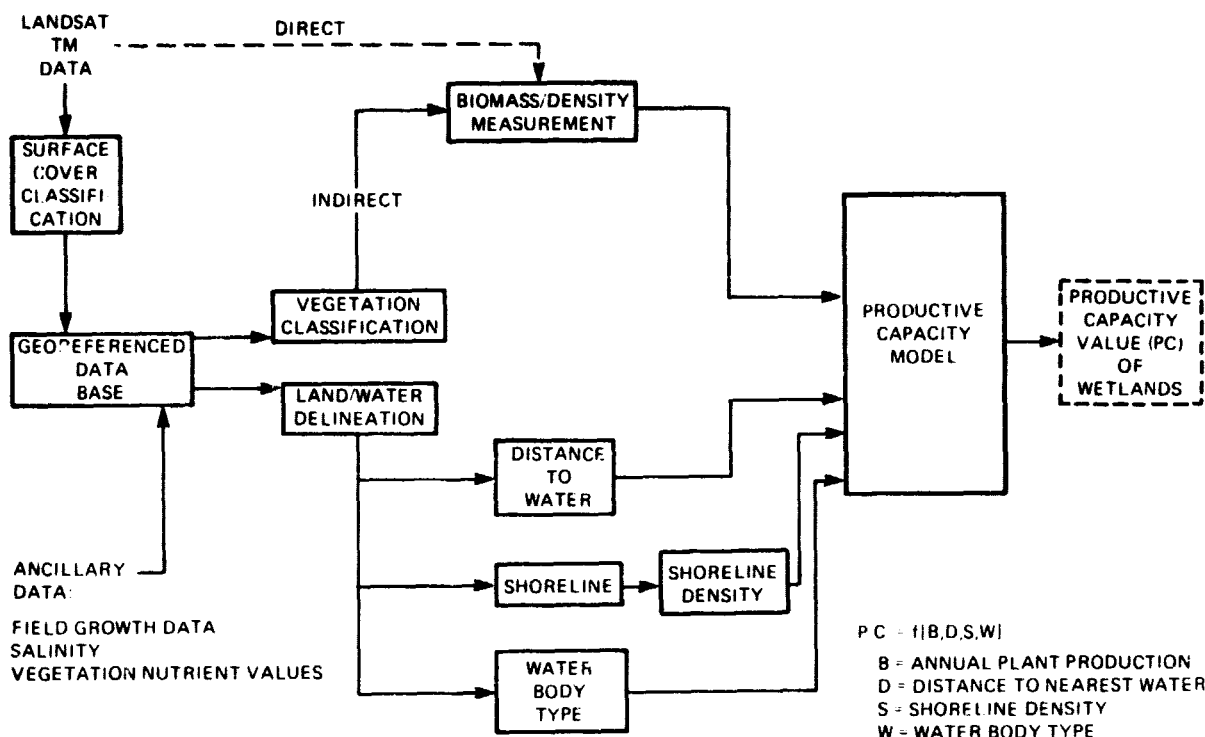 LANDSAT
TM
DATA
DIRECT
BIOMASS/DENSITY
MEASUREMENT
SURFACE
COVER
CLASSIFI
CATION
INDIRECT
VEGETATION
CLASSIFICATION
GEOREFERENCED
DATA
BASE
LAND/WATER
DELINEATION
PRODUCTIVE
CAPACITY
MODEL
PRODUCTIVE
CAPACITY
VALUE (PC)
OF
WETLANDS
DISTANCE
TO
WATER
SHORELINE
SHORELINE
DENSITY
WATER
BODY
TYPE
ANCILLARY
DATA:
FIELD GROWTH DATA
SALINITY
VEGETATION NUTRIENT VALUES
P C = f[B,D,S,W]
B = ANNUAL PLANT PRODUCTION
D = DISTANCE TO NEAREST WATER
S = SHORELINE DENSITY
W = WATER BODY TYPE